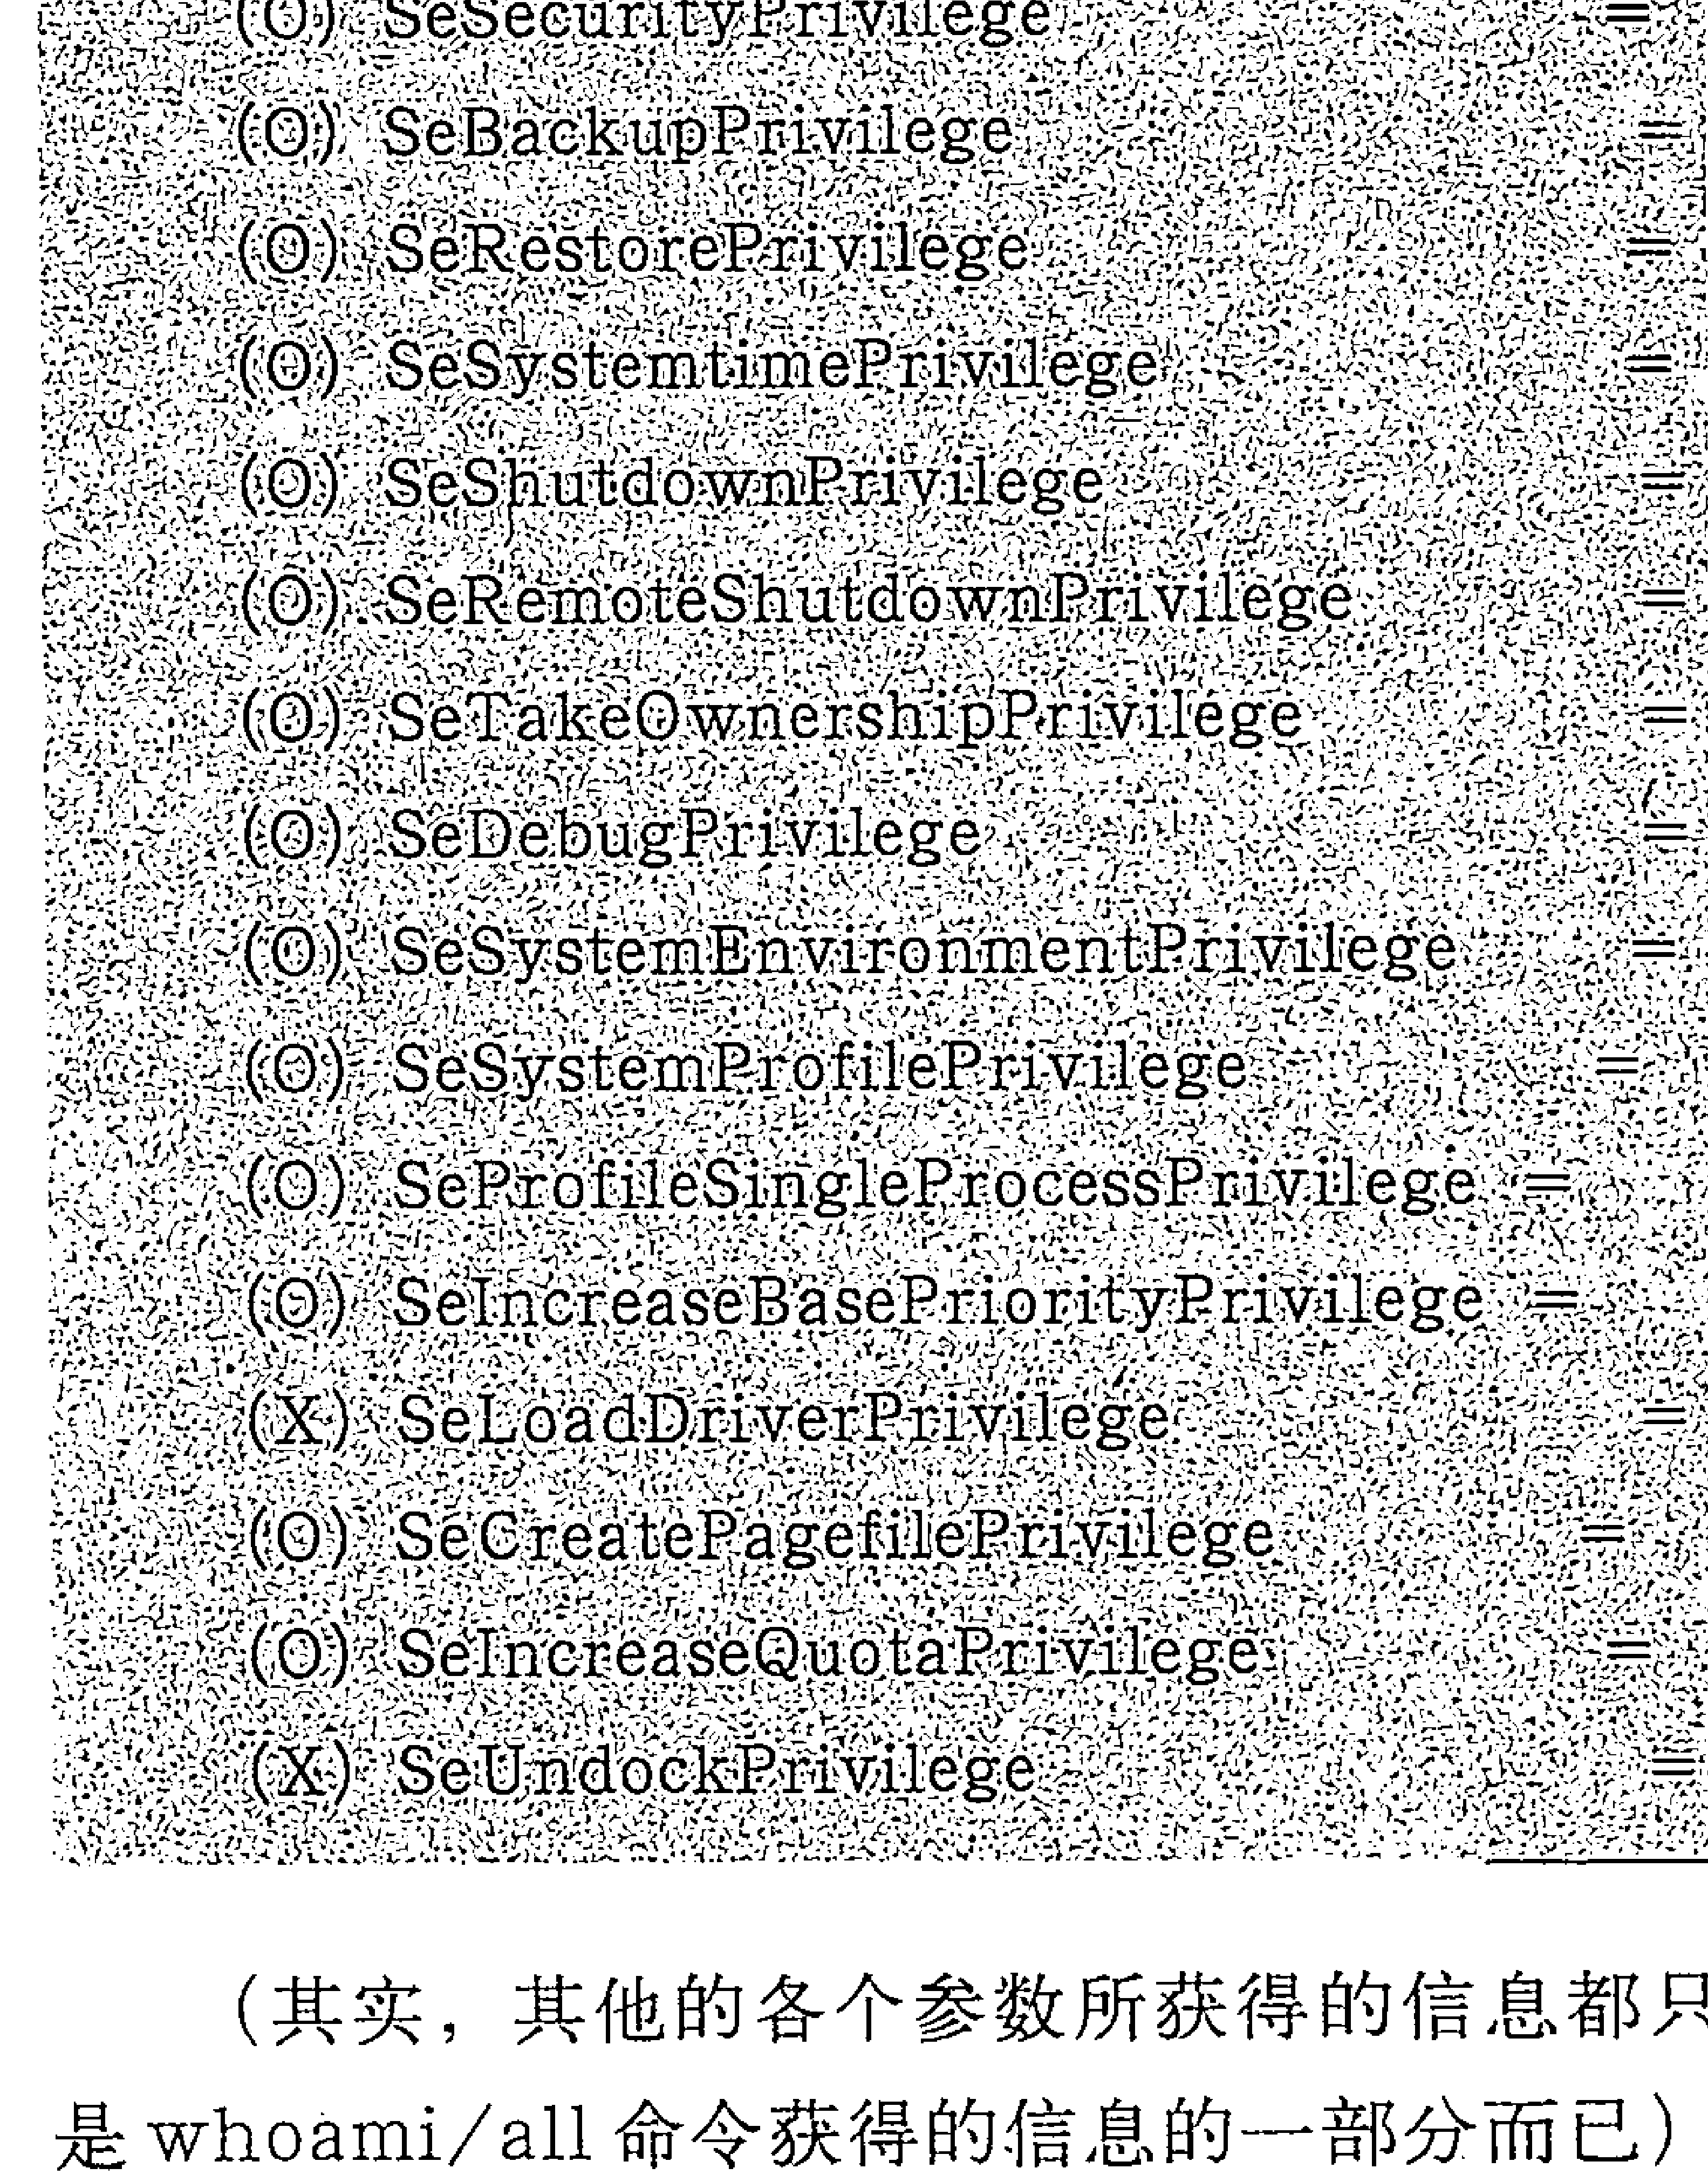 (O) SeSecurityPrivilege =
(O) SeBackupPrivilege =
(O) SeRestorePrivilege =
(O) SeSystemtimePrivilege =
(O) SeShutdownPrivilege =
(O) SeRemoteShutdownPrivilege =
(O) SeTakeOwnershipPrivilege =
(O) SeDebugPrivilege =
(O) SeSystemEnvironmentPrivilege =
(O) SeSystemProfilePrivilege =
(O) SeProfileSingleProcessPrivilege =
(O) SeIncreaseBasePriorityPrivilege =
(X) SeLoadDriverPrivilege =
(O) SeCreatePagefilePrivilege =
(O) SeIncreaseQuotaPrivilege =
(X) SeUndockPrivilege =
(其实，其他的各个参数所获得的信息都只
是 whoami/all 命令获得的信息的一部分而已)